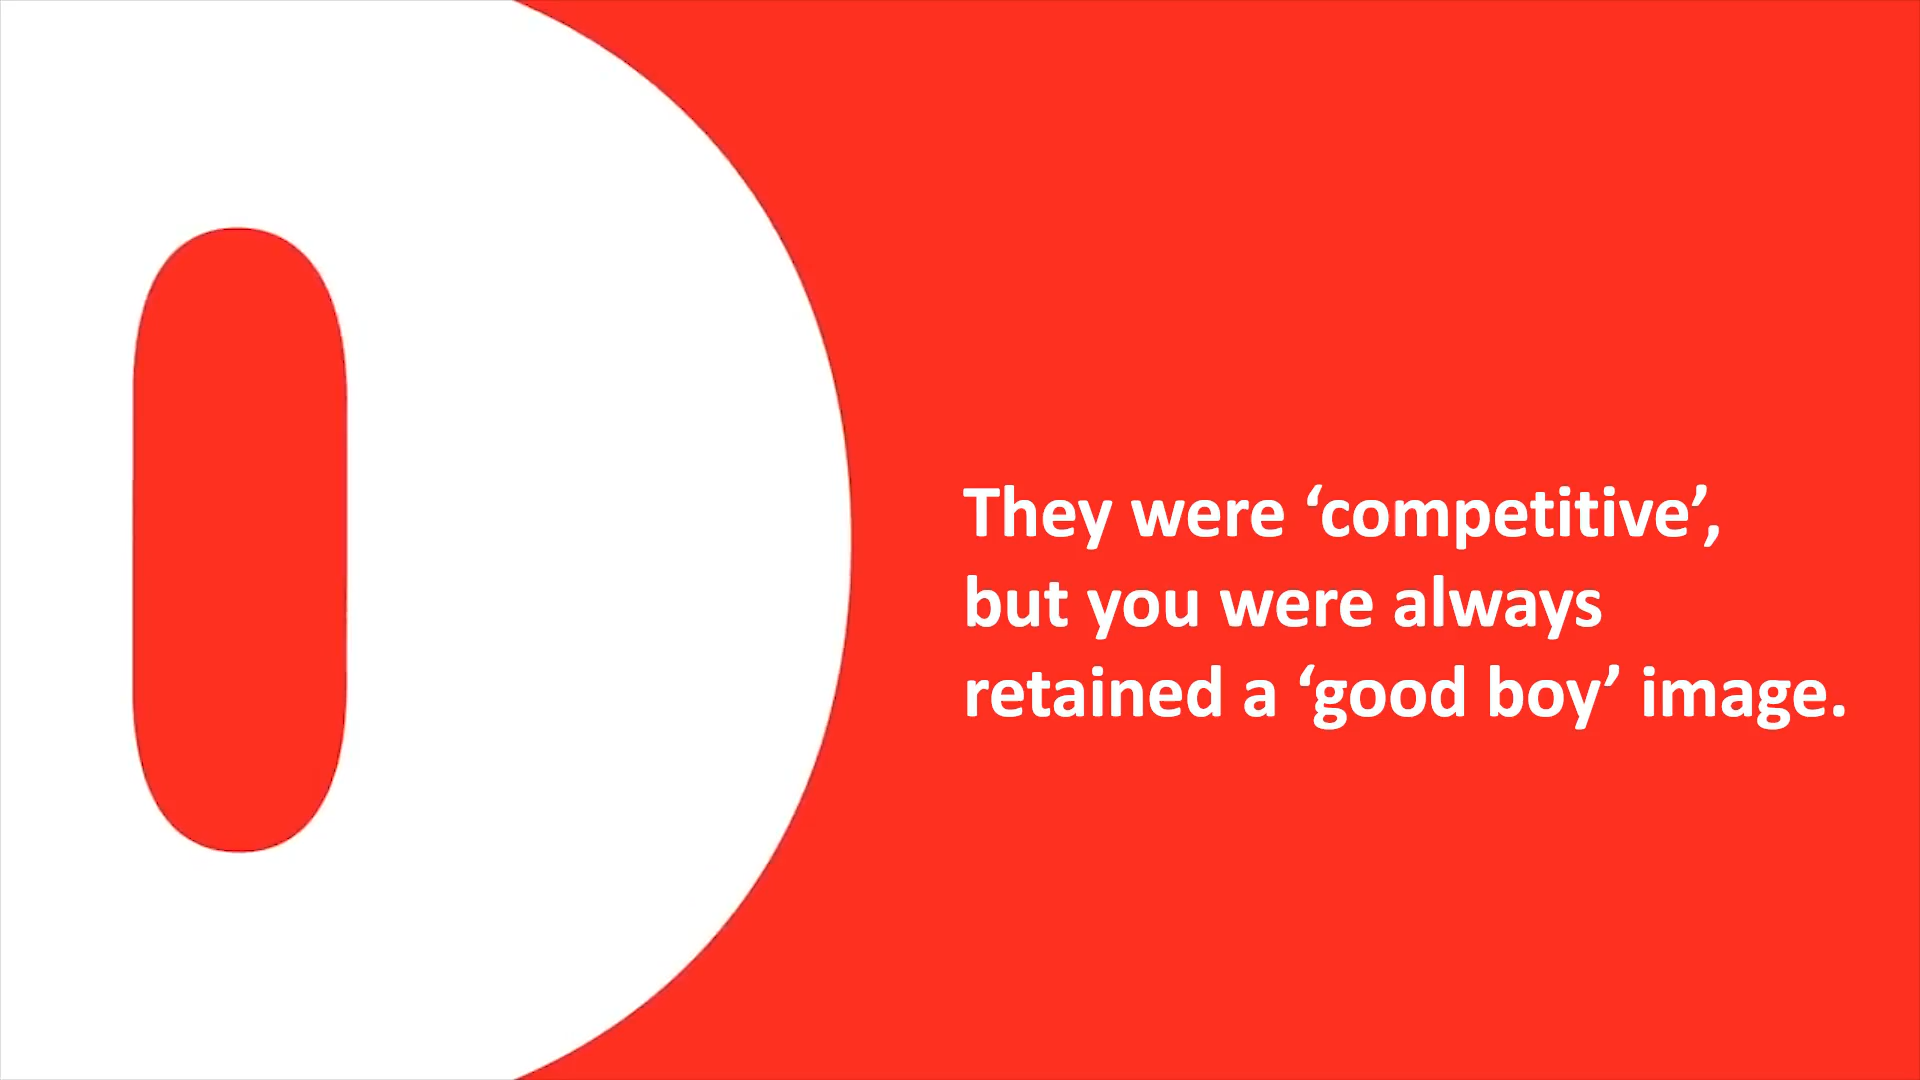 They were ‘competitive’,
but you were always
retained a ‘good boy’ image.